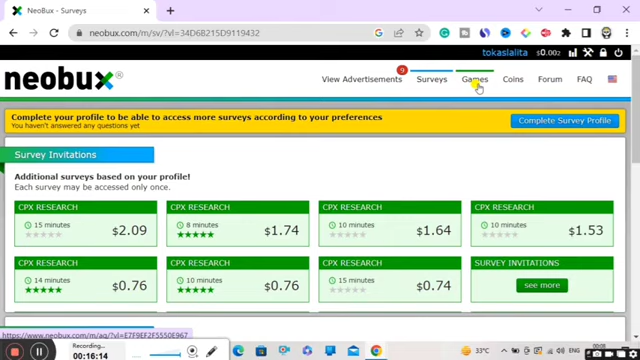 NeoBux - Surveys
neobux.com/m/sv/?vl=34D6B215D3179119
tokaslalita $0.002
neobux®
View Advertisements 9 Surveys Games Coins Forum FAQ
Complete your profile to be able to access more surveys according to your preferences
You haven't answered any questions yet
Complete Survey Profile
Survey Invitations
Additional surveys based on your profile!
Each survey may be accessed only once.
CPX RESEARCH CPX RESEARCH CPX RESEARCH CPX RESEARCH
15 minutes $2.09 8 minutes $1.74 10 minutes $1.64 10 minutes $1.53
CPX RESEARCH CPX RESEARCH CPX RESEARCH SURVEY INVITATIONS
14 minutes $0.76 10 minutes $0.76 15 minutes $0.74 see more
https://www.neobux.com/m/ag/?vl=E7F9EF2F5550E967
Recording...
00:16:14
33°C
ENG
00:08